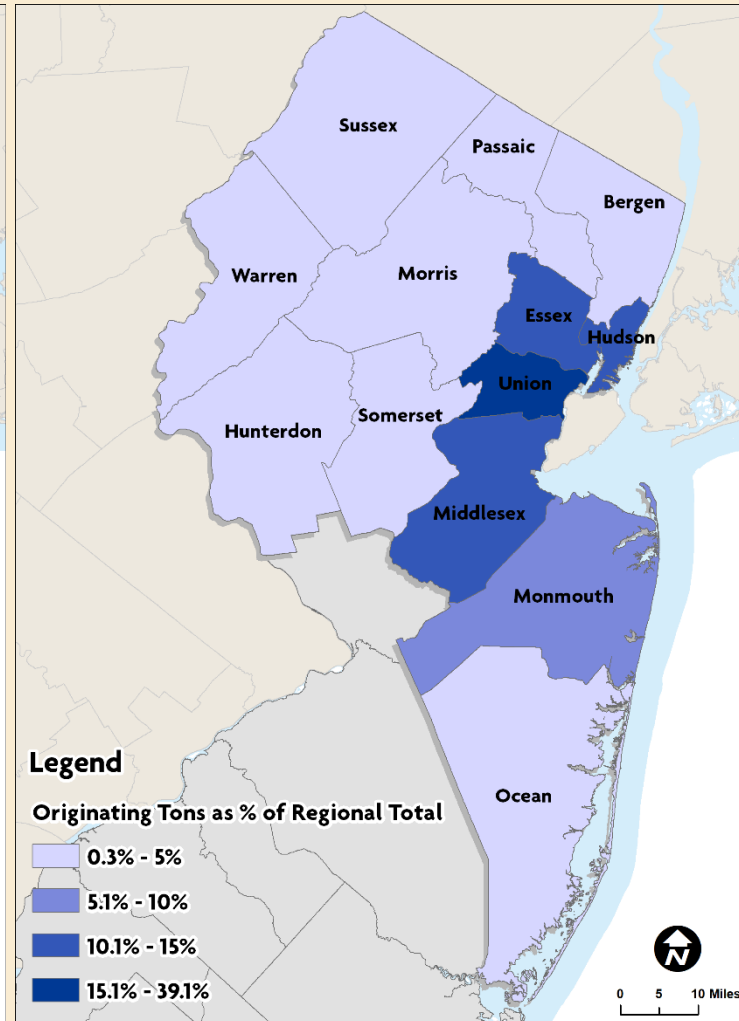 Sussex
Passaic
Bergen
Warren
Morris
Essex
Hudson
Union
Somerset
Hunterdon
Middlesex
Monmouth
Legend
Ocean
Originating Tons as % of Regional Total
0.3% - 5%
5.1% - 10%
10.1% - 15%
N
15.1% - 39.1%
0 5 10 Miles